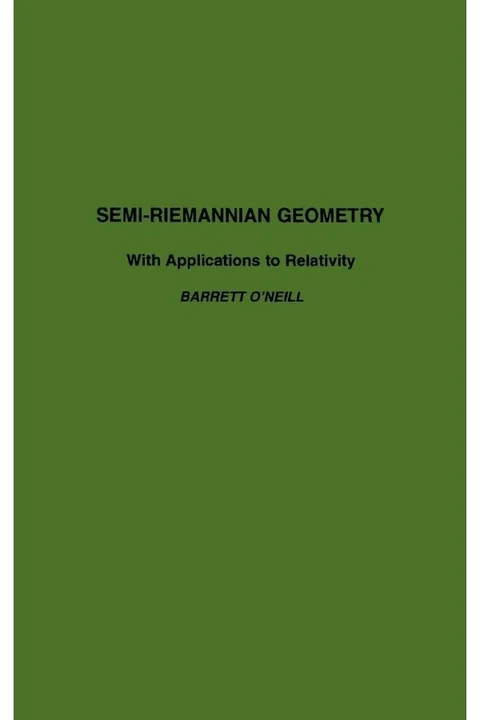 SEMI-RIEMANNIAN GEOMETRY
With Applications to Relativity
BARRETT O'NEILL